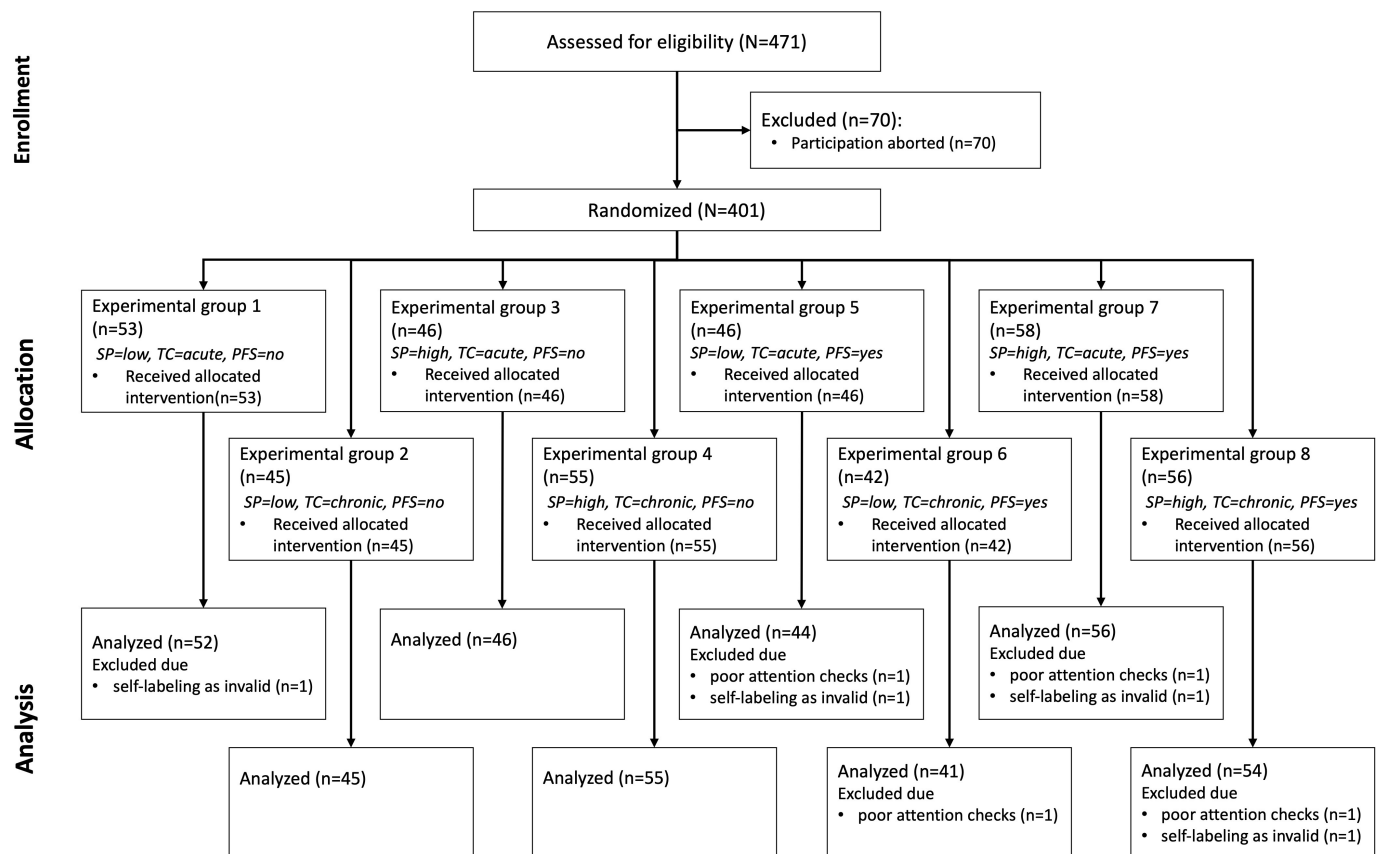 Enrollment
Assessed for eligibility (N=471)
Excluded (n=70):
• Participation aborted (n=70)
Randomized (N=401)
Allocation
Experimental group 1
(n=53)
SP=low, TC=acute, PFS=no
• Received allocated
intervention(n=53)
Experimental group 3
(n=46)
SP=high, TC=acute, PFS=no
• Received allocated
intervention (n=46)
Experimental group 5
(n=46)
SP=low, TC=acute, PFS=yes
• Received allocated
intervention (n=46)
Experimental group 7
(n=58)
SP=high, TC=acute, PFS=yes
• Received allocated
intervention (n=58)
Experimental group 2
(n=45)
SP=low, TC=chronic, PFS=no
• Received allocated
intervention (n=45)
Experimental group 4
(n=55)
SP=high, TC=chronic, PFS=no
• Received allocated
intervention (n=55)
Experimental group 6
(n=42)
SP=low, TC=chronic, PFS=yes
• Received allocated
intervention (n=42)
Experimental group 8
(n=56)
SP=high, TC=chronic, PFS=yes
• Received allocated
intervention (n=56)
Analysis
Analyzed (n=52)
Excluded due
• self-labeling as invalid (n=1)
Analyzed (n=46)
Analyzed (n=44)
Excluded due
• poor attention checks (n=1)
• self-labeling as invalid (n=1)
Analyzed (n=56)
Excluded due
• poor attention checks (n=1)
• self-labeling as invalid (n=1)
Analyzed (n=45)
Analyzed (n=55)
Analyzed (n=41)
Excluded due
• poor attention checks (n=1)
Analyzed (n=54)
Excluded due
• poor attention checks (n=1)
• self-labeling as invalid (n=1)